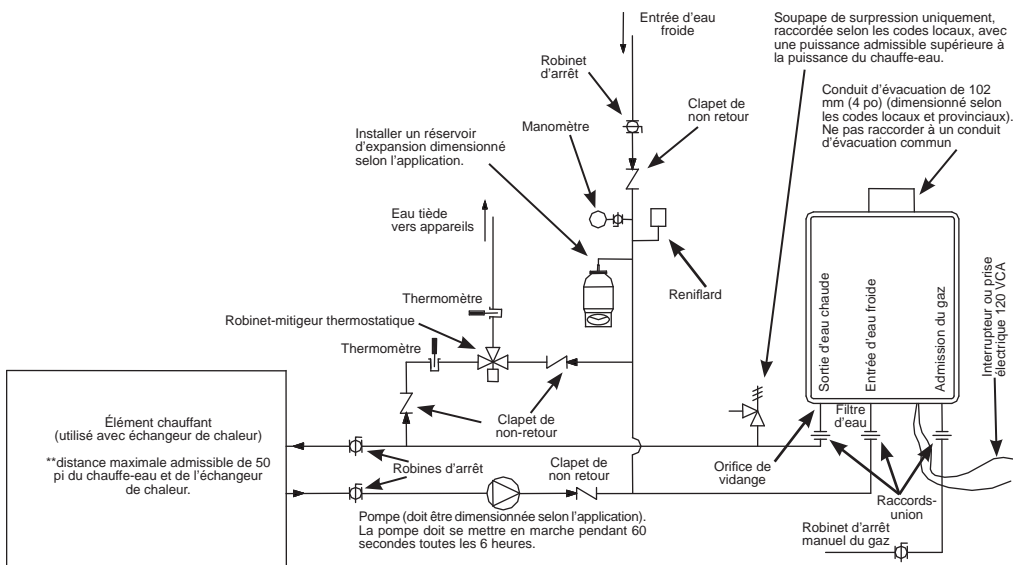 Entrée d'eau
froide
Soupape de surpression uniquement,
raccordée selon les codes locaux, avec
une puissance admissible supérieure à
la puissance du chauffe-eau.
Robinet
d'arrêt
Conduit d'évacuation de 102
mm (4 po) (dimensionné selon
les codes locaux et provinciaux).
Ne pas raccorder à un conduit
d'évacuation commun
Clapet de
non retour
Manomètre
Installer un réservoir
d'expansion dimensionné
selon l'application.
Eau tiède
vers appareils
Reniflard
Thermomètre
Robinet-mitigeur thermostatique
Thermomètre
Sortie d'eau chaude
Entrée d'eau froide
Admission du gaz
Interrupteur ou prise
électrique 120 VCA
Élément chauffant
(utilisé avec échangeur de chaleur)
**distance maximale admissible de 50
pi du chauffe-eau et de l'échangeur
de chaleur.
Clapet de
non-retour
Filtre
d'eau
Robines d'arrêt
Clapet de
non retour
Orifice de
vidange
Raccords-
union
Pompe (doit être dimensionnée selon l'application).
La pompe doit se mettre en marche pendant 60
secondes toutes les 6 heures.
Robinet d'arrêt
manuel du gaz